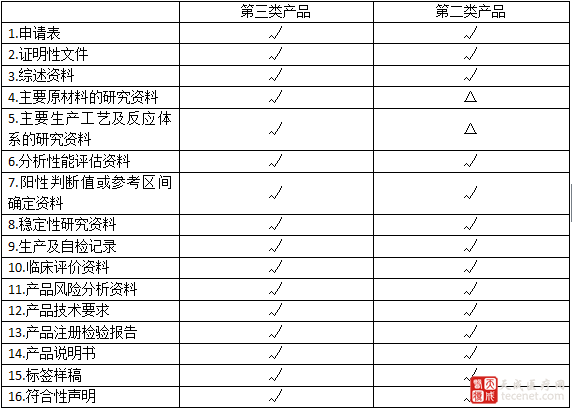 第三类产品 第二类产品
1.申请表 √ √
2.证明性文件 √ √
3.综述资料 √ √
4.主要原材料的研究资料 √ △
5.主要生产工艺及反应体
系的研究资料 √ △
6.分析性能评估资料 √ √
7.阳性判断值或参考区间
确定资料 √ √
8.稳定性研究资料 √ √
9.生产及自检记录 √ √
10.临床评价资料 √ √
11.产品风险分析资料 √ √
12.产品技术要求 √ √
13.产品注册检验报告 √ √
14.产品说明书 √ √
15.标签样稿 √ √
16.符合性声明 √ √
tecenet.com